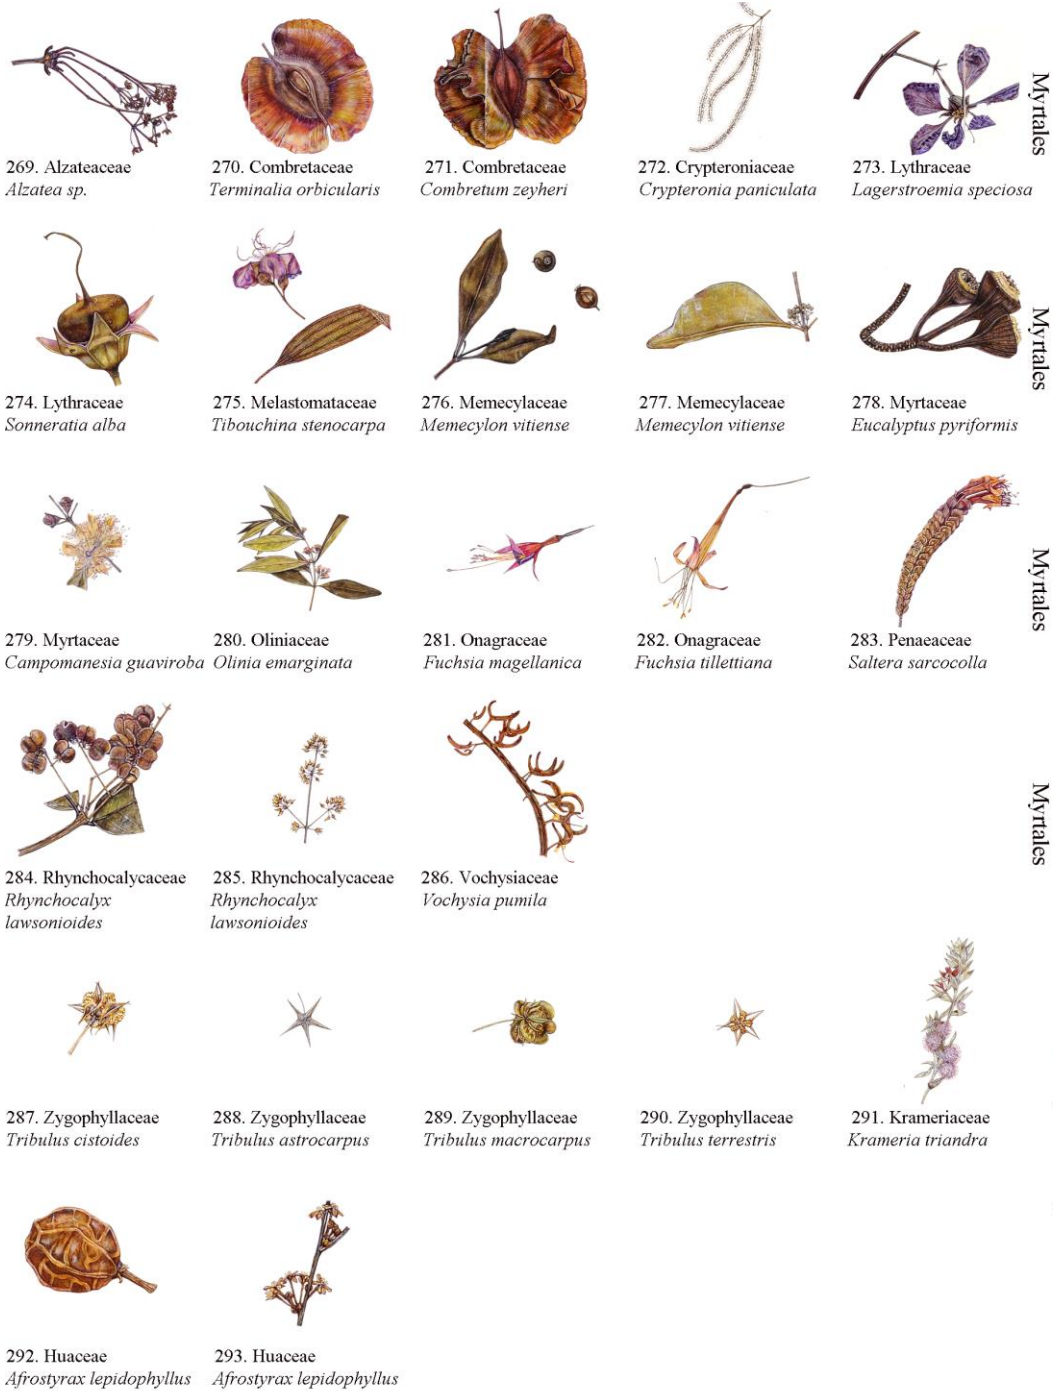 Myrtales
269. Alzateaceae
Alzatea sp.
270. Combretaceae
Terminalia orbicularis
271. Combretaceae
Combretum zeyheri
272. Crypteroniaceae
Crypteronia paniculata
273. Lythraceae
Lagerstroemia speciosa
Myrtales
274. Lythraceae
Sonneratia alba
275. Melastomataceae
Tibouchina stenocarpa
276. Memecylaceae
Memecylon vitiense
277. Memecylaceae
Memecylon vitiense
278. Myrtaceae
Eucalyptus pyriformis
Myrtales
279. Myrtaceae
Campomanesia guaviroba
280. Oliniaceae
Olinia emarginata
281. Onagraceae
Fuchsia magellanica
282. Onagraceae
Fuchsia tillettiana
283. Penaeaceae
Saltera sarcocolla
Myrtales
284. Rhynchocalycaceae
Rhynchocalyx
lawsonioides
285. Rhynchocalycaceae
Rhynchocalyx
lawsonioides
286. Vochysiaceae
Vochysia pumila
287. Zygophyllaceae
Tribulus cistoides
288. Zygophyllaceae
Tribulus astrocarpus
289. Zygophyllaceae
Tribulus macrocarpus
290. Zygophyllaceae
Tribulus terrestris
291. Krameriaceae
Krameria triandra
292. Huaceae
Afrostyrax lepidophyllus
293. Huaceae
Afrostyrax lepidophyllus